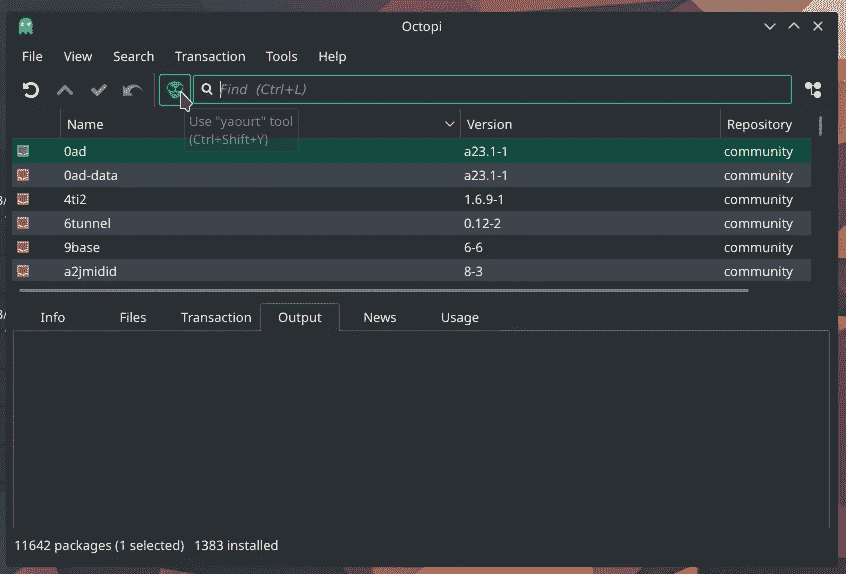 Octopi
File View Search Transaction Tools Help
Find (Ctrl+L)
Use "yaourt" tool
(Ctrl+Shift+Y)
Name Version Repository
0ad a23.1-1 community
0ad-data a23.1-1 community
4ti2 1.6.9-1 community
6tunnel 0.12-2 community
9base 6-6 community
a2jmidid 8-3 community
Info Files Transaction Output News Usage
11642 packages (1 selected) 1383 installed